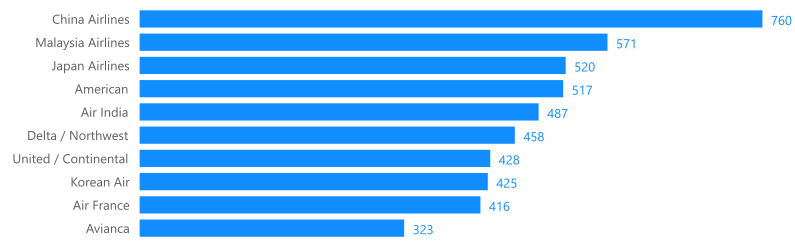 China Airlines 760
Malaysia Airlines 571
Japan Airlines 520
American 517
Air India 487
Delta / Northwest 458
United / Continental 428
Korean Air 425
Air France 416
Avianca 323